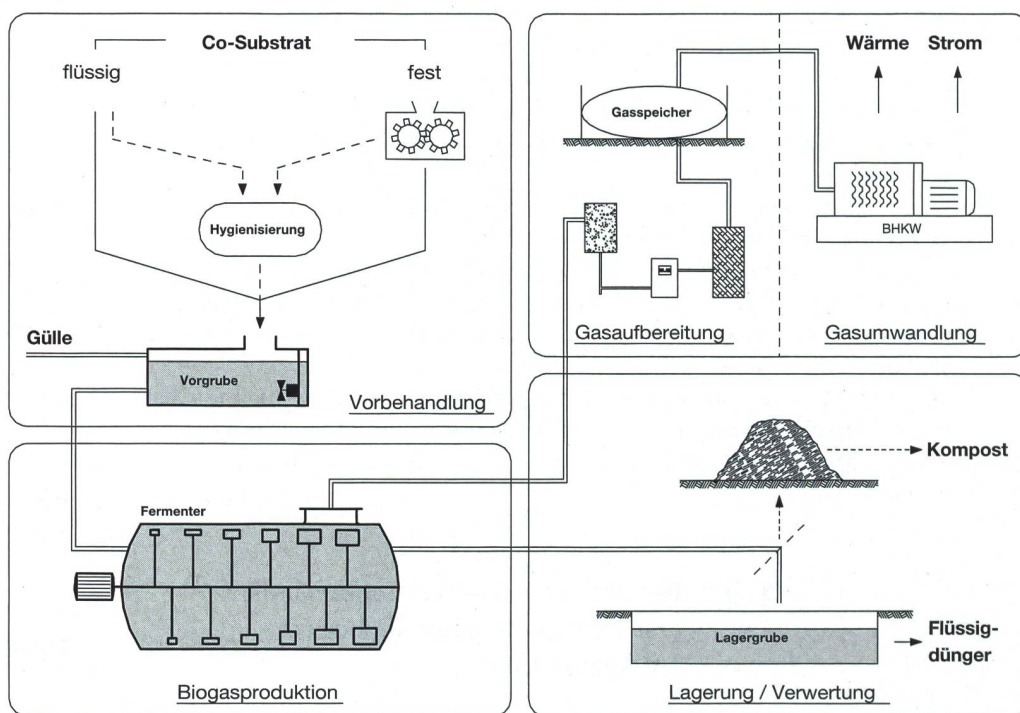 Co-Substrat
flüssig
fest
Hygienisierung
Gülle
Vorgrube
Vorbehandlung
Wärme
Strom
Gasspeicher
BHKW
Gasaufbereitung
Gasumwandlung
Fermenter
Biogasproduktion
Kompost
Lagergrube
Flüssig-
dünger
Lagerung / Verwertung